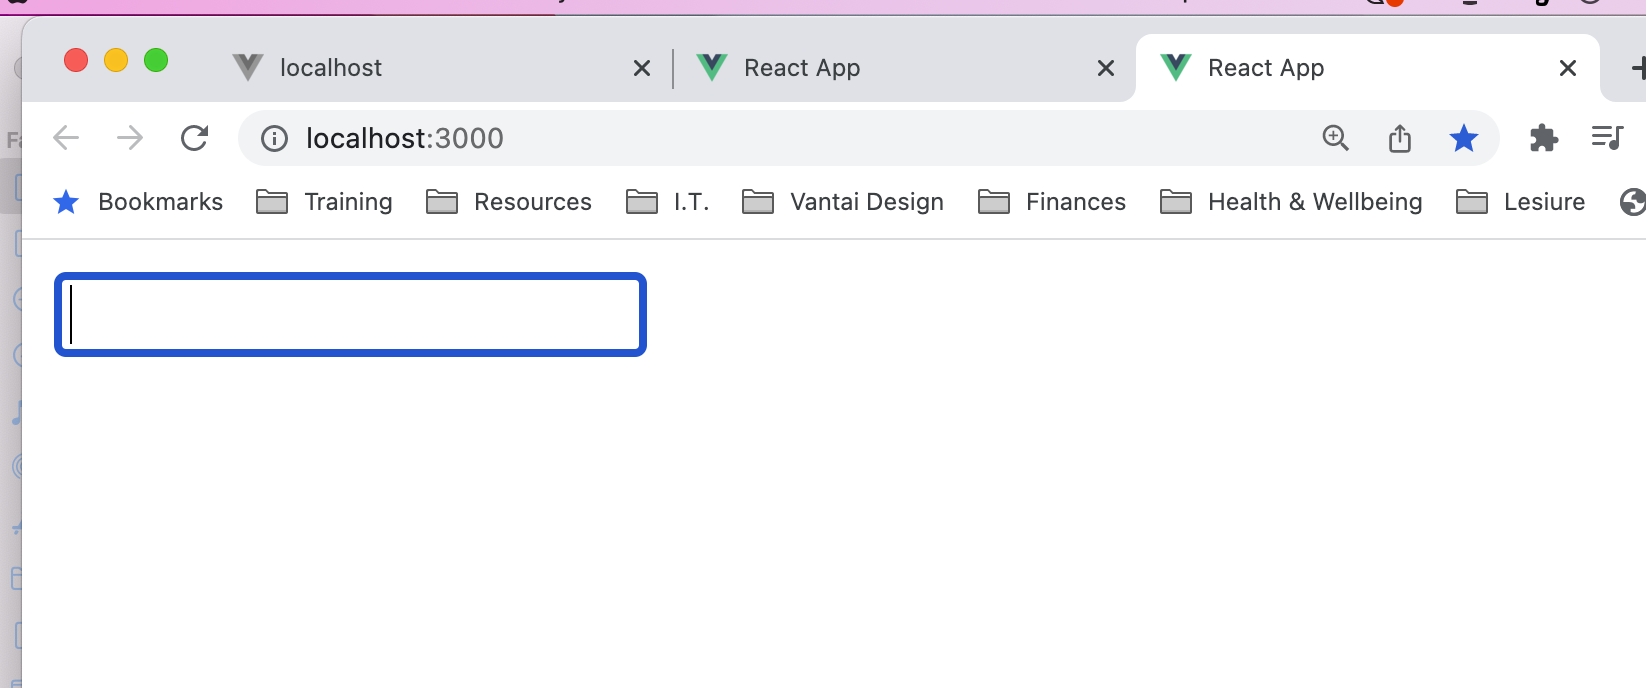 localhost
React App
React App
localhost:3000
Bookmarks Training Resources I.T. Vantai Design Finances Health & Wellbeing Lesiure